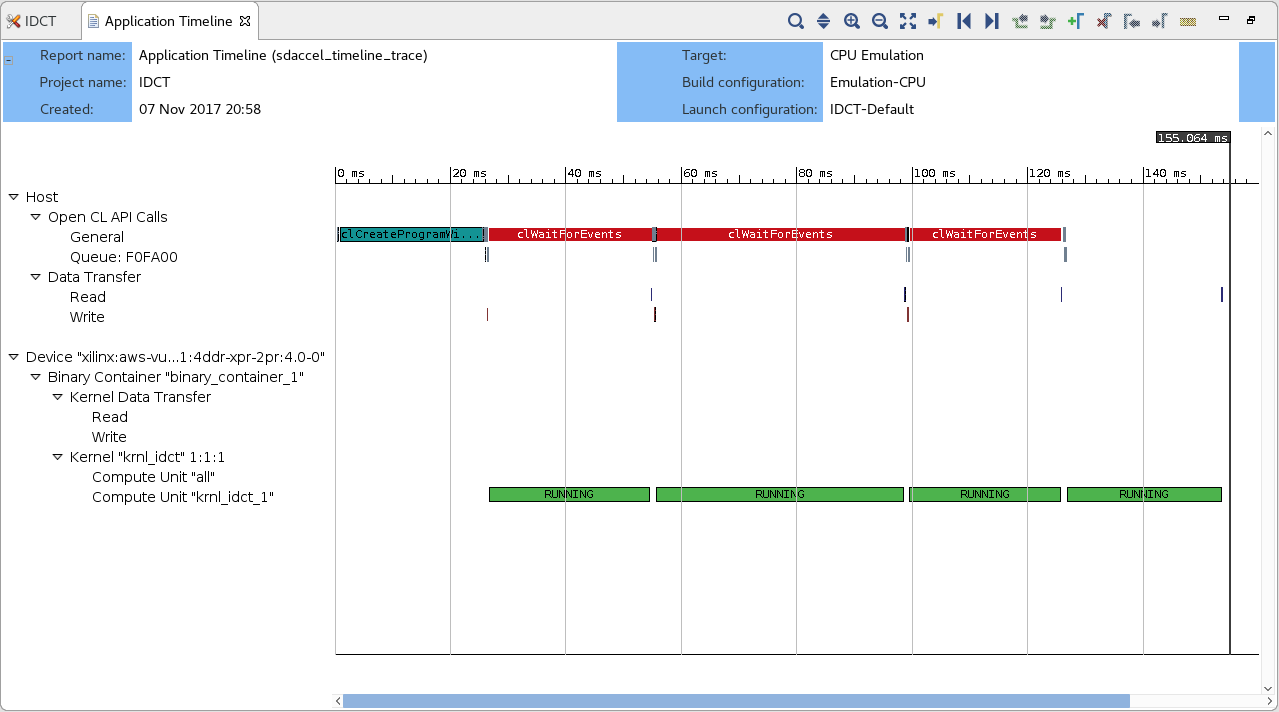 IDCT
Application Timeline
Report name: Application Timeline (sdaccel_timeline_trace) Target: CPU Emulation
Project name: IDCT Build configuration: Emulation-CPU
Created: 07 Nov 2017 20:58 Launch configuration: IDCT-Default
155.064 ms
0 ms 20 ms 40 ms 60 ms 80 ms 100 ms 120 ms 140 ms
Host
Open CL API Calls
General clCreateProgramWi... clWaitForEvents clWaitForEvents clWaitForEvents
Queue: F0FA00
Data Transfer
Read
Write
Device "xilinx:aws-vu...1:4ddr-xpr-2pr:4.0-0"
Binary Container "binary_container_1"
Kernel Data Transfer
Read
Write
Kernel "krnl_idct" 1:1:1
Compute Unit "all"
Compute Unit "krnl_idct_1" RUNNING RUNNING RUNNING RUNNING